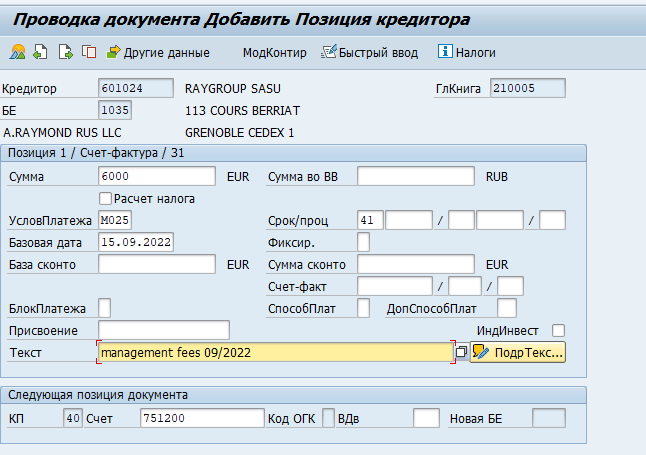 Проводка документа Добавить Позиция кредитора
Другие данные МодКонтир Быстрый ввод Налоги
Кредитор 601024 RAYGROUP SASU ГлКнига 210005
БЕ 1035 113 COURS BERRIAT
A.RAYMOND RUS LLC GRENOBLE CEDEX 1
Позиция 1 / Счет-фактура / 31
Сумма 6000 EUR Сумма во ВВ RUB
Расчет налога
УсловПлатежа M025 Срок/проц 41 / /
Базовая дата 15.09.2022 Фиксир.
База сконто EUR Сумма сконто EUR
Счет-факт / /
БлокПлатежа СпособПлат ДопСпособПлат
Присвоение ИндИнвест
Текст management fees 09/2022 ПодрТекс...
Следующая позиция документа
КП 40 Счет 751200 Код ОГК ВДв Новая БЕ